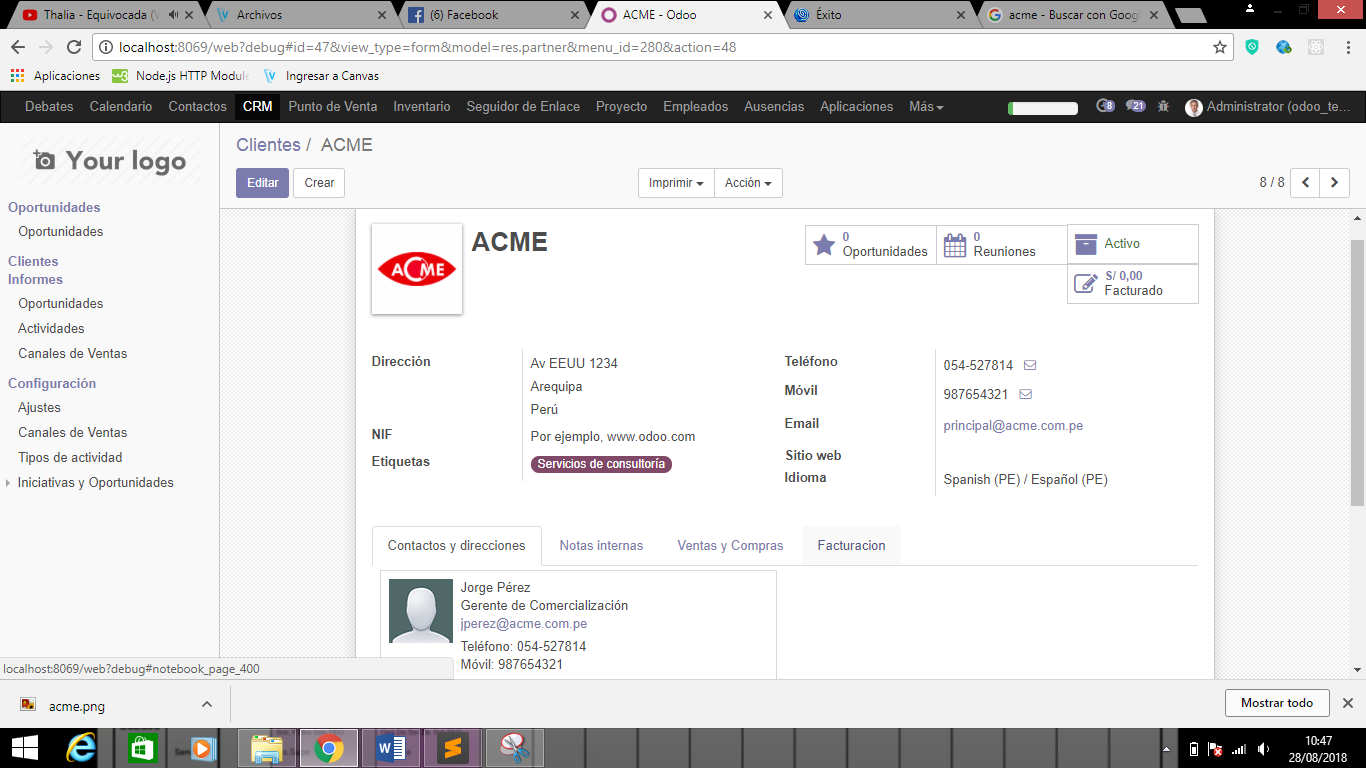 Thalia - Equivocada (V
Archivos
(6) Facebook
ACME - Odoo
Éxito
acme - Buscar con Goog
localhost:8069/web?debug#id=47&view_type=form&model=res.partner&menu_id=280&action=48
Aplicaciones
w3
Node.js HTTP Module
Ingresar a Canvas
Debates
Calendario
Contactos
CRM
Punto de Venta
Inventario
Seguidor de Enlace
Proyecto
Empleados
Ausencias
Aplicaciones
Más
8
21
Administrator (odoo_te...
Your logo
Clientes / ACME
Editar
Crear
Imprimir
Acción
8 / 8
Oportunidades
Oportunidades
Clientes
Informes
Oportunidades
Actividades
Canales de Ventas
Configuración
Ajustes
Canales de Ventas
Tipos de actividad
Iniciativas y Oportunidades
ACME
ACME
0
Oportunidades
0
Reuniones
Activo
S/ 0,00
Facturado
Dirección
Av EEUU 1234
Arequipa
Perú
NIF
Por ejemplo, www.odoo.com
Etiquetas
Servicios de consultoría
Teléfono
054-527814
Móvil
987654321
Email
principal@acme.com.pe
Sitio web
Idioma
Spanish (PE) / Español (PE)
Contactos y direcciones
Notas internas
Ventas y Compras
Facturacion
Jorge Pérez
Gerente de Comercialización
jperez@acme.com.pe
Teléfono: 054-527814
Móvil: 987654321
localhost:8069/web?debug#notebook_page_400
acme.png
Mostrar todo
10:47
28/08/2018